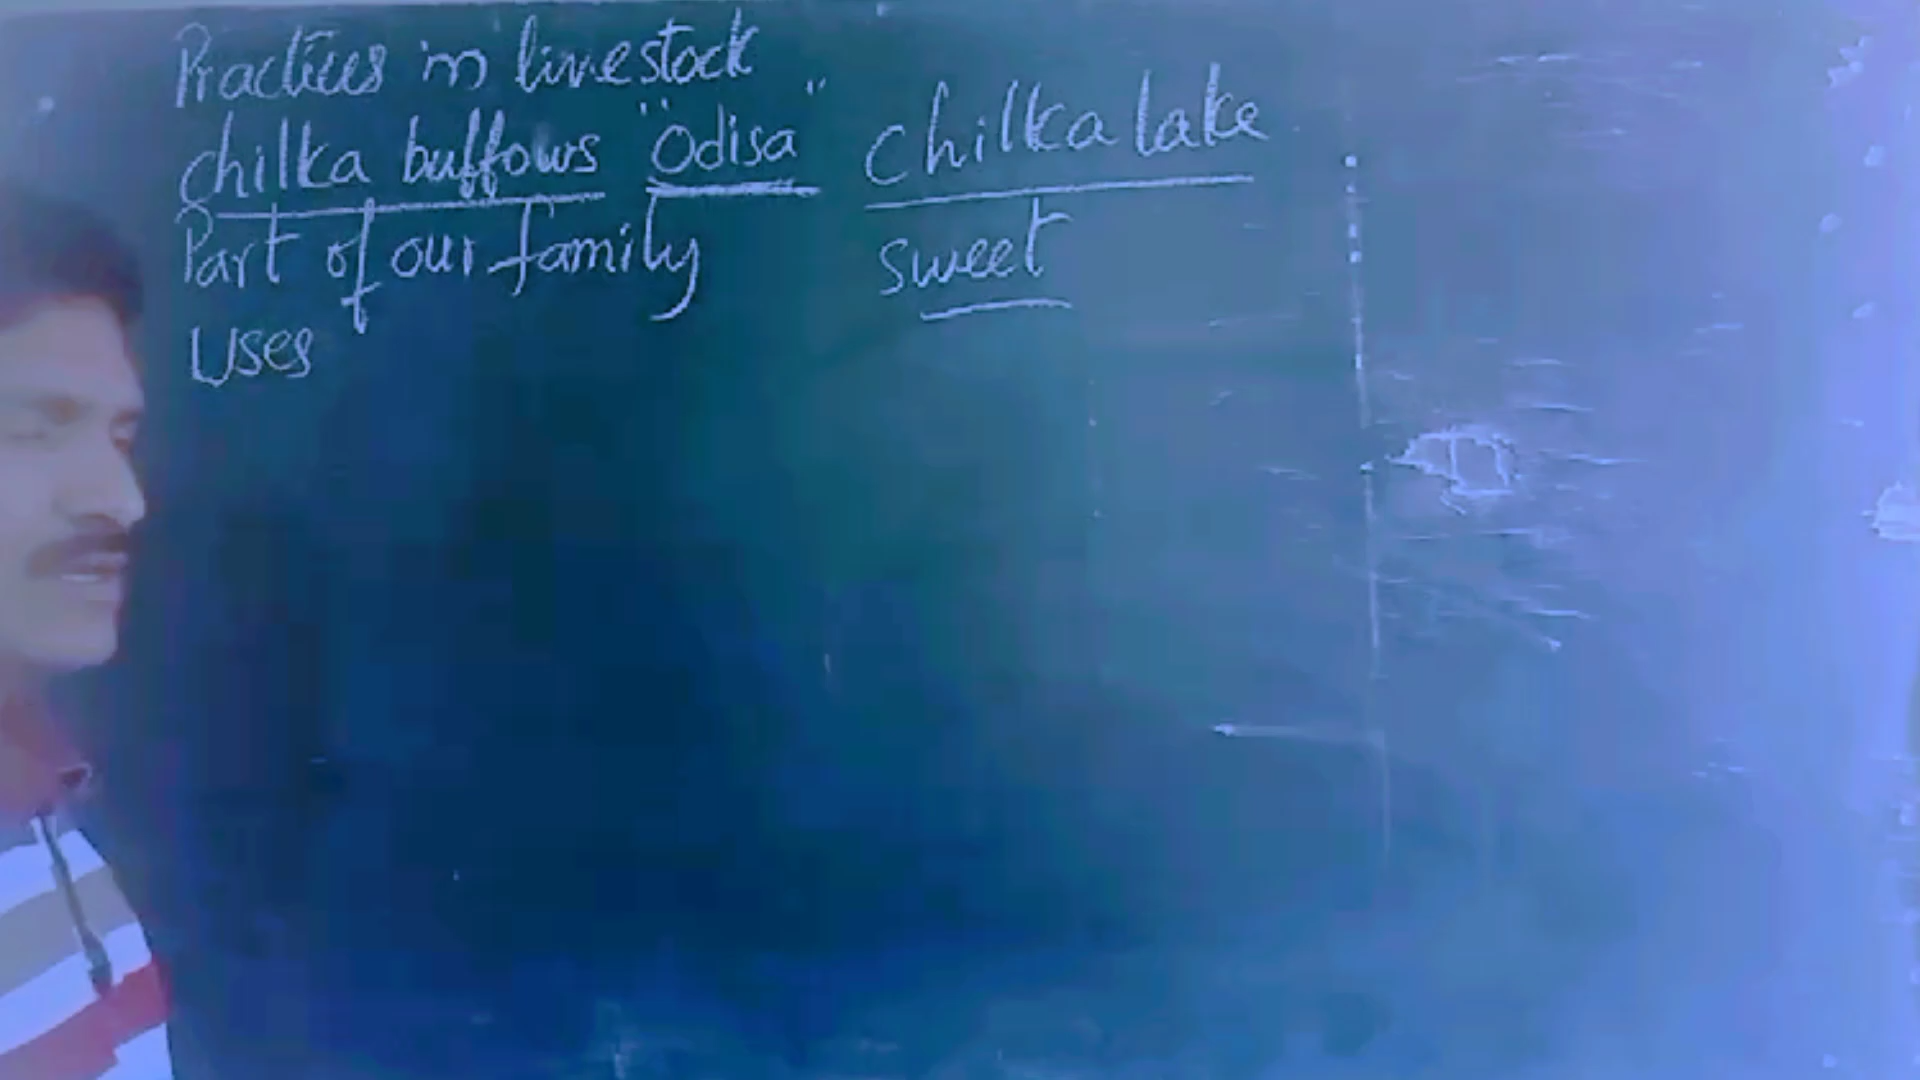 Practices in livestock
chilka buffows "Odisa" Chilka lake
Part of our family sweet
Uses